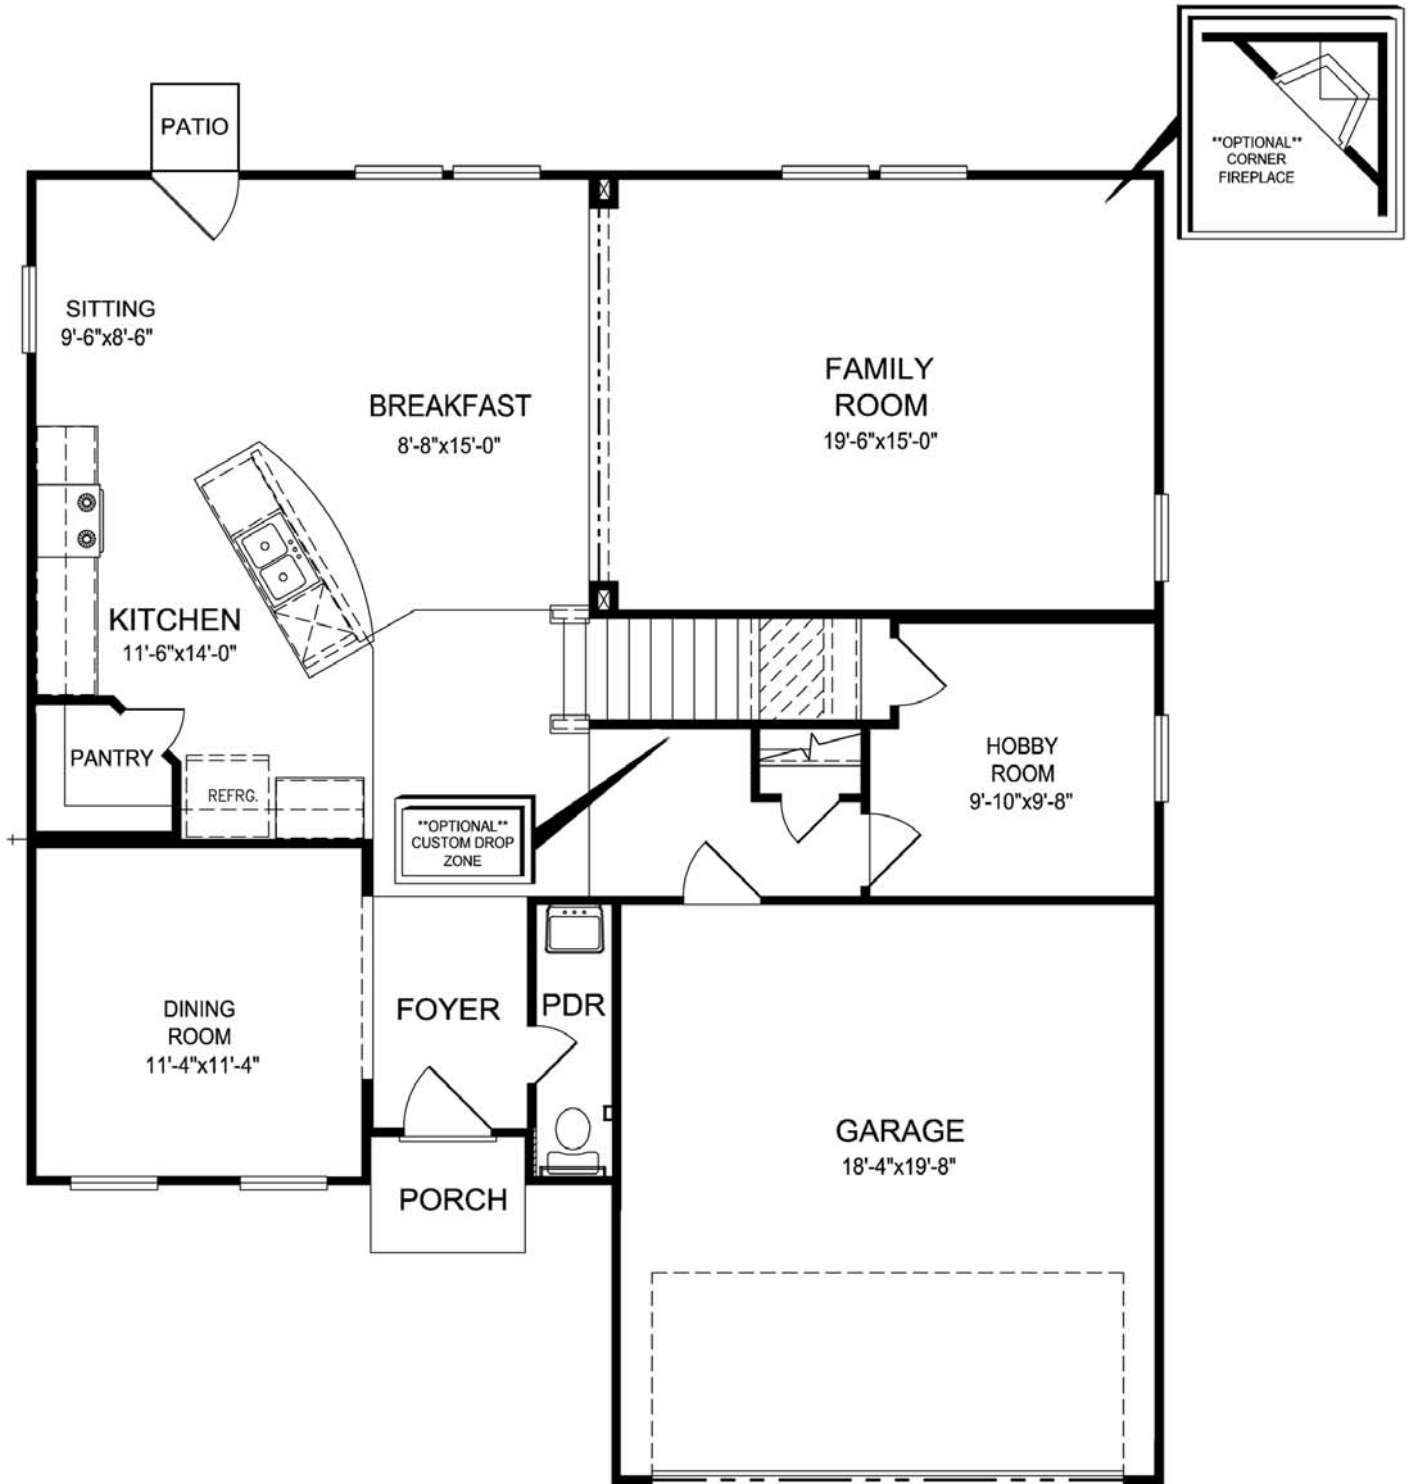 PATIO
**OPTIONAL**
CORNER
FIREPLACE
SITTING
9'-6"x8'-6"
BREAKFAST
8'-8"x15'-0"
FAMILY
ROOM
19'-6"x15'-0"
KITCHEN
11'-6"x14'-0"
PANTRY
REFRG.
HOBBY
ROOM
9'-10"x9'-8"
**OPTIONAL**
CUSTOM DROP
ZONE
DINING
ROOM
11'-4"x11'-4"
FOYER
PDR
PORCH
GARAGE
18'-4"x19'-8"